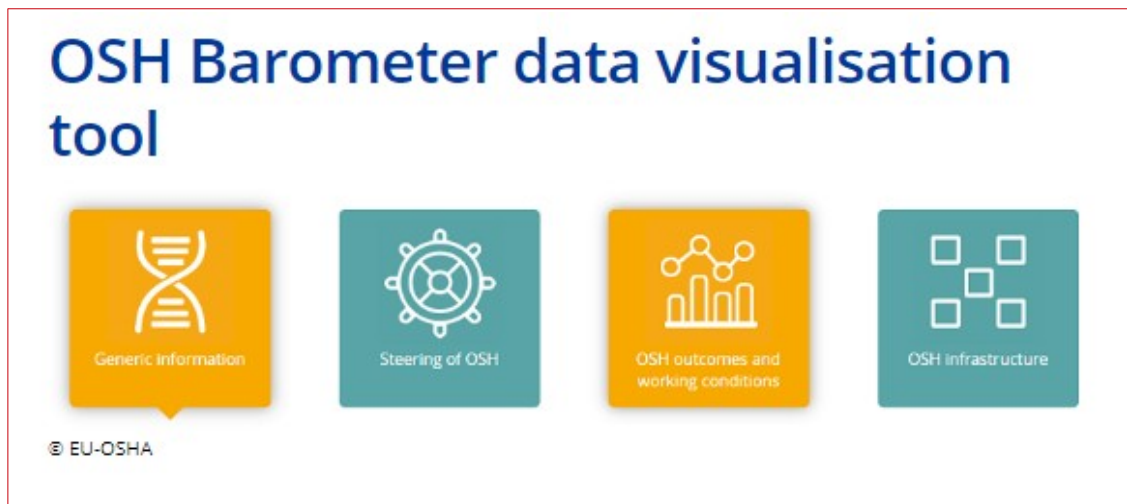 OSH Barometer data visualisation
tool
Generic information
Steering of OSH
OSH outcomes and
working conditions
OSH infrastructure
© EU-OSHA